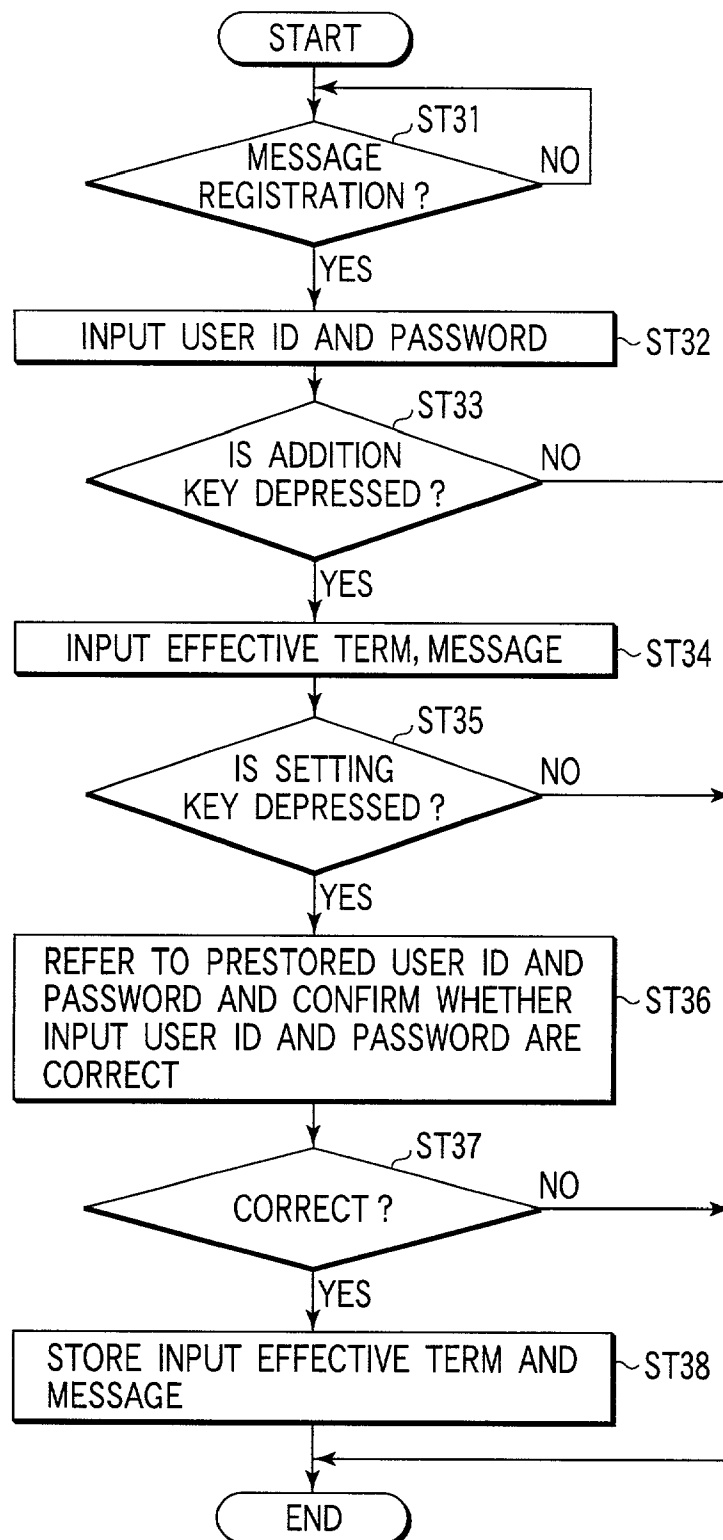 START
ST31
MESSAGE
REGISTRATION ?
NO
YES
INPUT USER ID AND PASSWORD
ST32
ST33
IS ADDITION
KEY DEPRESSED ?
NO
YES
INPUT EFFECTIVE TERM, MESSAGE
ST34
ST35
IS SETTING
KEY DEPRESSED ?
NO
YES
REFER TO PRESTORED USER ID AND
PASSWORD AND CONFIRM WHETHER
INPUT USER ID AND PASSWORD ARE
CORRECT
ST36
ST37
CORRECT ?
NO
YES
STORE INPUT EFFECTIVE TERM AND
MESSAGE
ST38
END